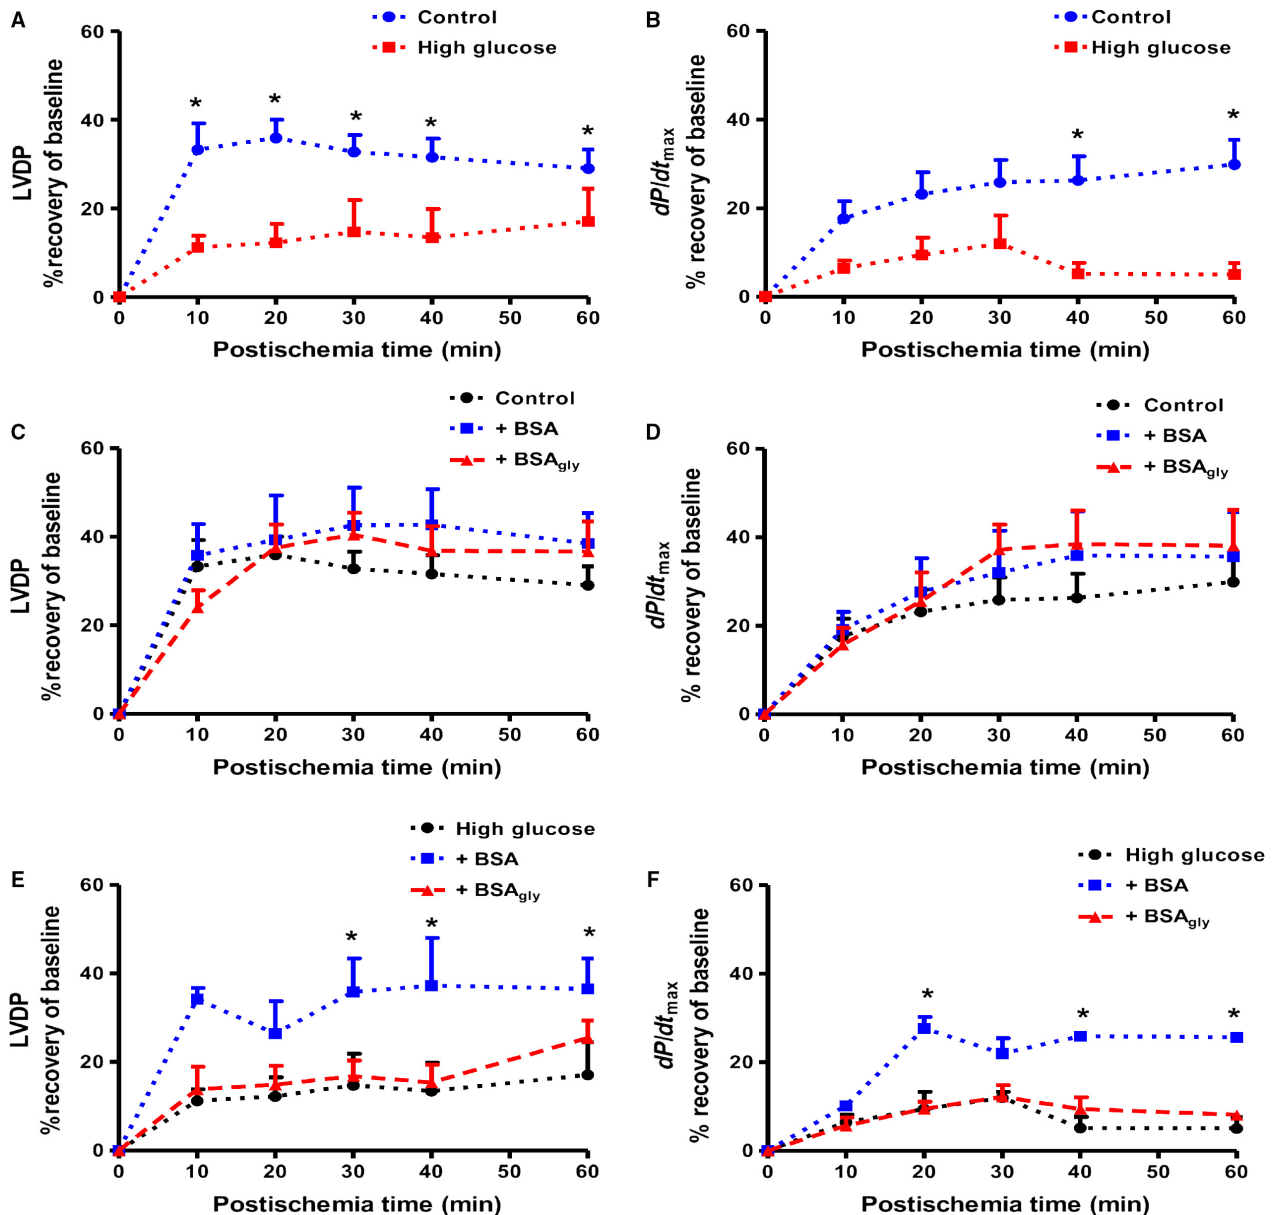 A
Control
High glucose
60
40
20
0
LVDP
%recovery of baseline
* * * * *
0 10 20 30 40 50 60
Postischemia time (min)
B
Control
High glucose
60
40
20
0
dP/dtmax
% recovery of baseline
* *
0 10 20 30 40 50 60
Postischemia time (min)
C
Control
+ BSA
+ BSAgly
60
40
20
0
LVDP
%recovery of baseline
0 10 20 30 40 50 60
Postischemia time (min)
D
Control
+ BSA
+ BSAgly
60
40
20
0
dP/dtmax
% recovery of baseline
0 10 20 30 40 50 60
Postischemia time (min)
E
High glucose
+ BSA
+ BSAgly
60
40
20
0
LVDP
%recovery of baseline
* * *
0 10 20 30 40 50 60
Postischemia time (min)
F
High glucose
+ BSA
+ BSAgly
60
40
20
0
dP/dtmax
% recovery of baseline
* * *
0 10 20 30 40 50 60
Postischemia time (min)